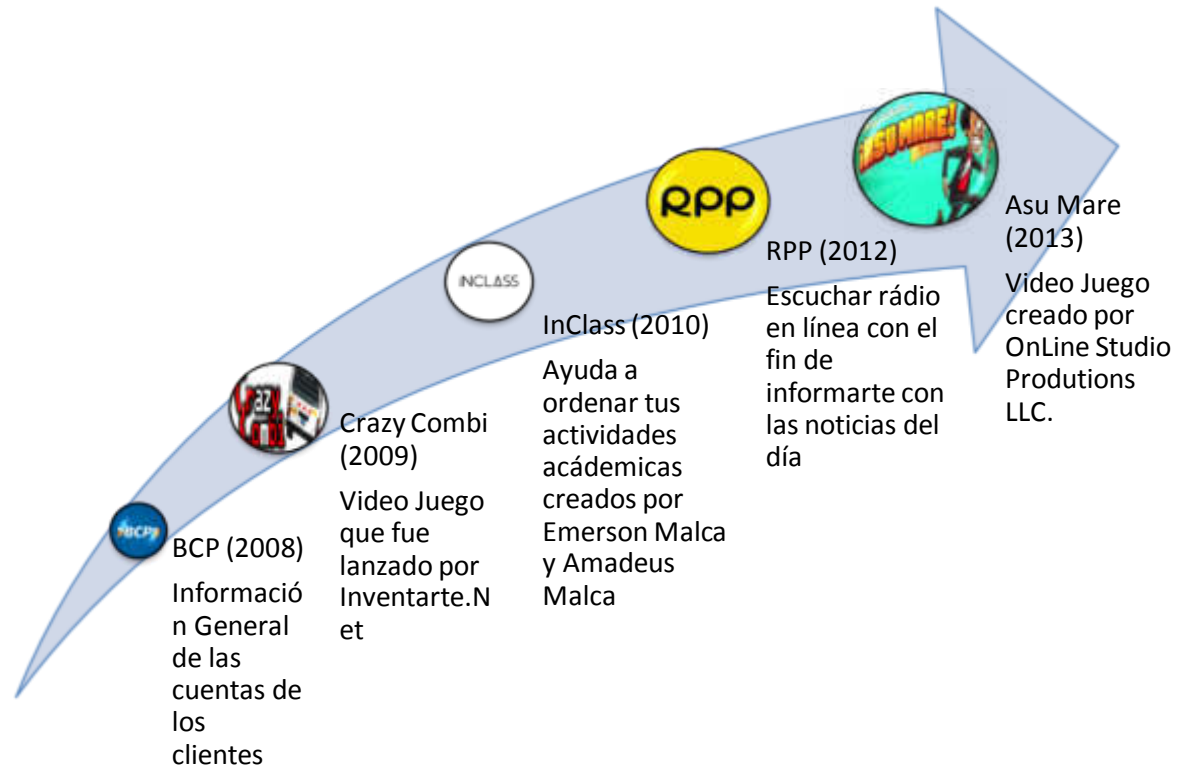 BCP
BCP (2008)
Informació
n General
de las
cuentas de
los
clientes
Crazy
Combi
Crazy Combi
(2009)
Video Juego
que fue
lanzado por
Inventarte.N
et
INCLASS
InClass (2010)
Ayuda a
ordenar tus
actividades
acádemicas
creados por
Emerson Malca
y Amadeus
Malca
RPP
RPP (2012)
Escuchar rádio
en línea con el
fin de
informarte con
las noticias del
día
ASU MARE!
Asu Mare
(2013)
Video Juego
creado por
OnLine Studio
Produtions
LLC.